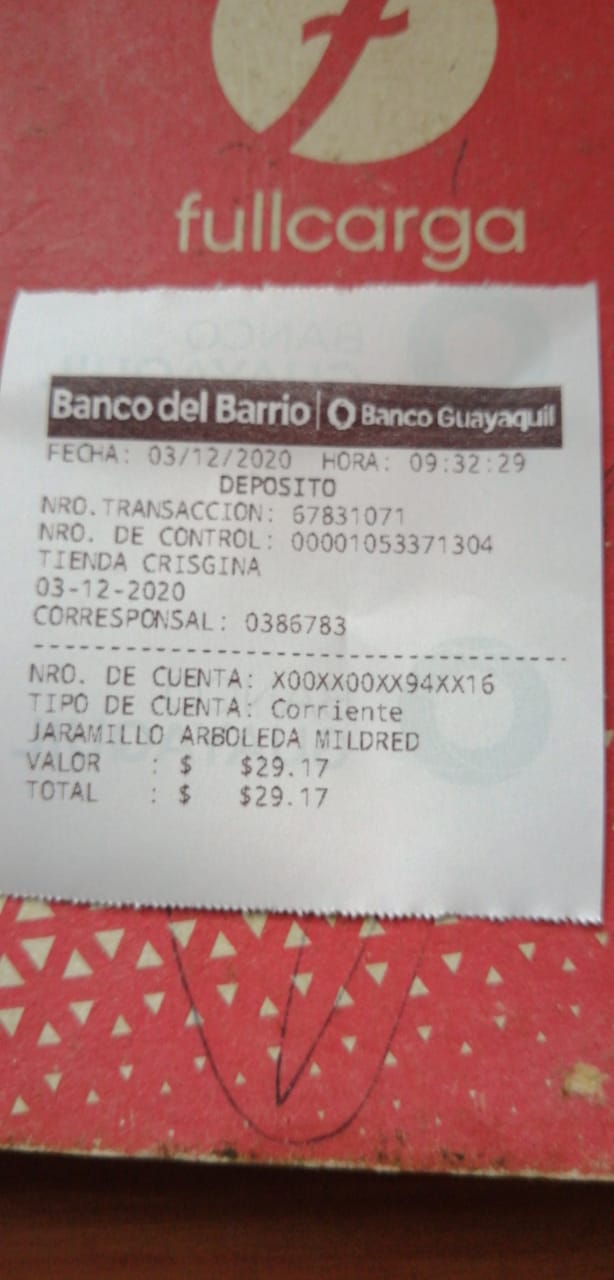 fullcarga
Banco del Barrio | Banco Guayaquil
FECHA: 03/12/2020 HORA: 09:32:29
DEPOSITO
NRO.TRANSACCION: 67831071
NRO. DE CONTROL: 00001053371304
TIENDA CRISGINA
03-12-2020
CORRESPONSAL: 0386783
NRO. DE CUENTA: X00XX00XX94XX16
TIPO DE CUENTA: Corriente
JARAMILLO ARBOLEDA MILDRED
VALOR : $ $29.17
TOTAL : $ $29.17